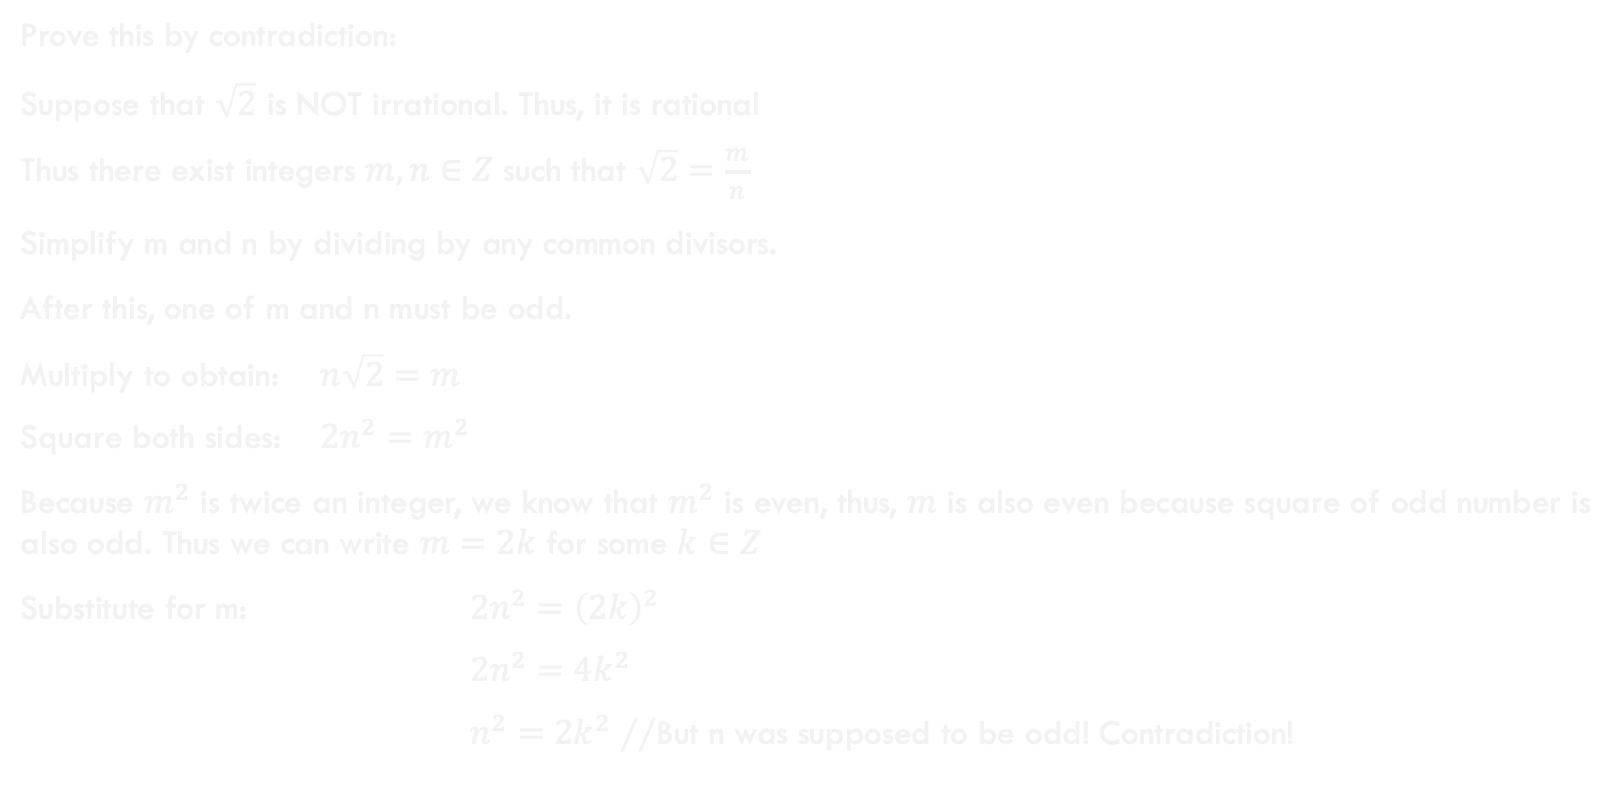 Prove this by contradiction:
Suppose that √2 is NOT irrational. Thus, it is rational
Thus there exist integers m, n ∈ Z such that √2 = m/n
Simplify m and n by dividing by any common divisors.
After this, one of m and n must be odd.
Multiply to obtain: n√2 = m
Square both sides: 2n² = m²
Because m² is twice an integer, we know that m² is even, thus, m is also even because square of odd number is
also odd. Thus we can write m = 2k for some k ∈ Z
Substitute for m: 2n² = (2k)²
2n² = 4k²
n² = 2k² //But n was supposed to be odd! Contradiction!